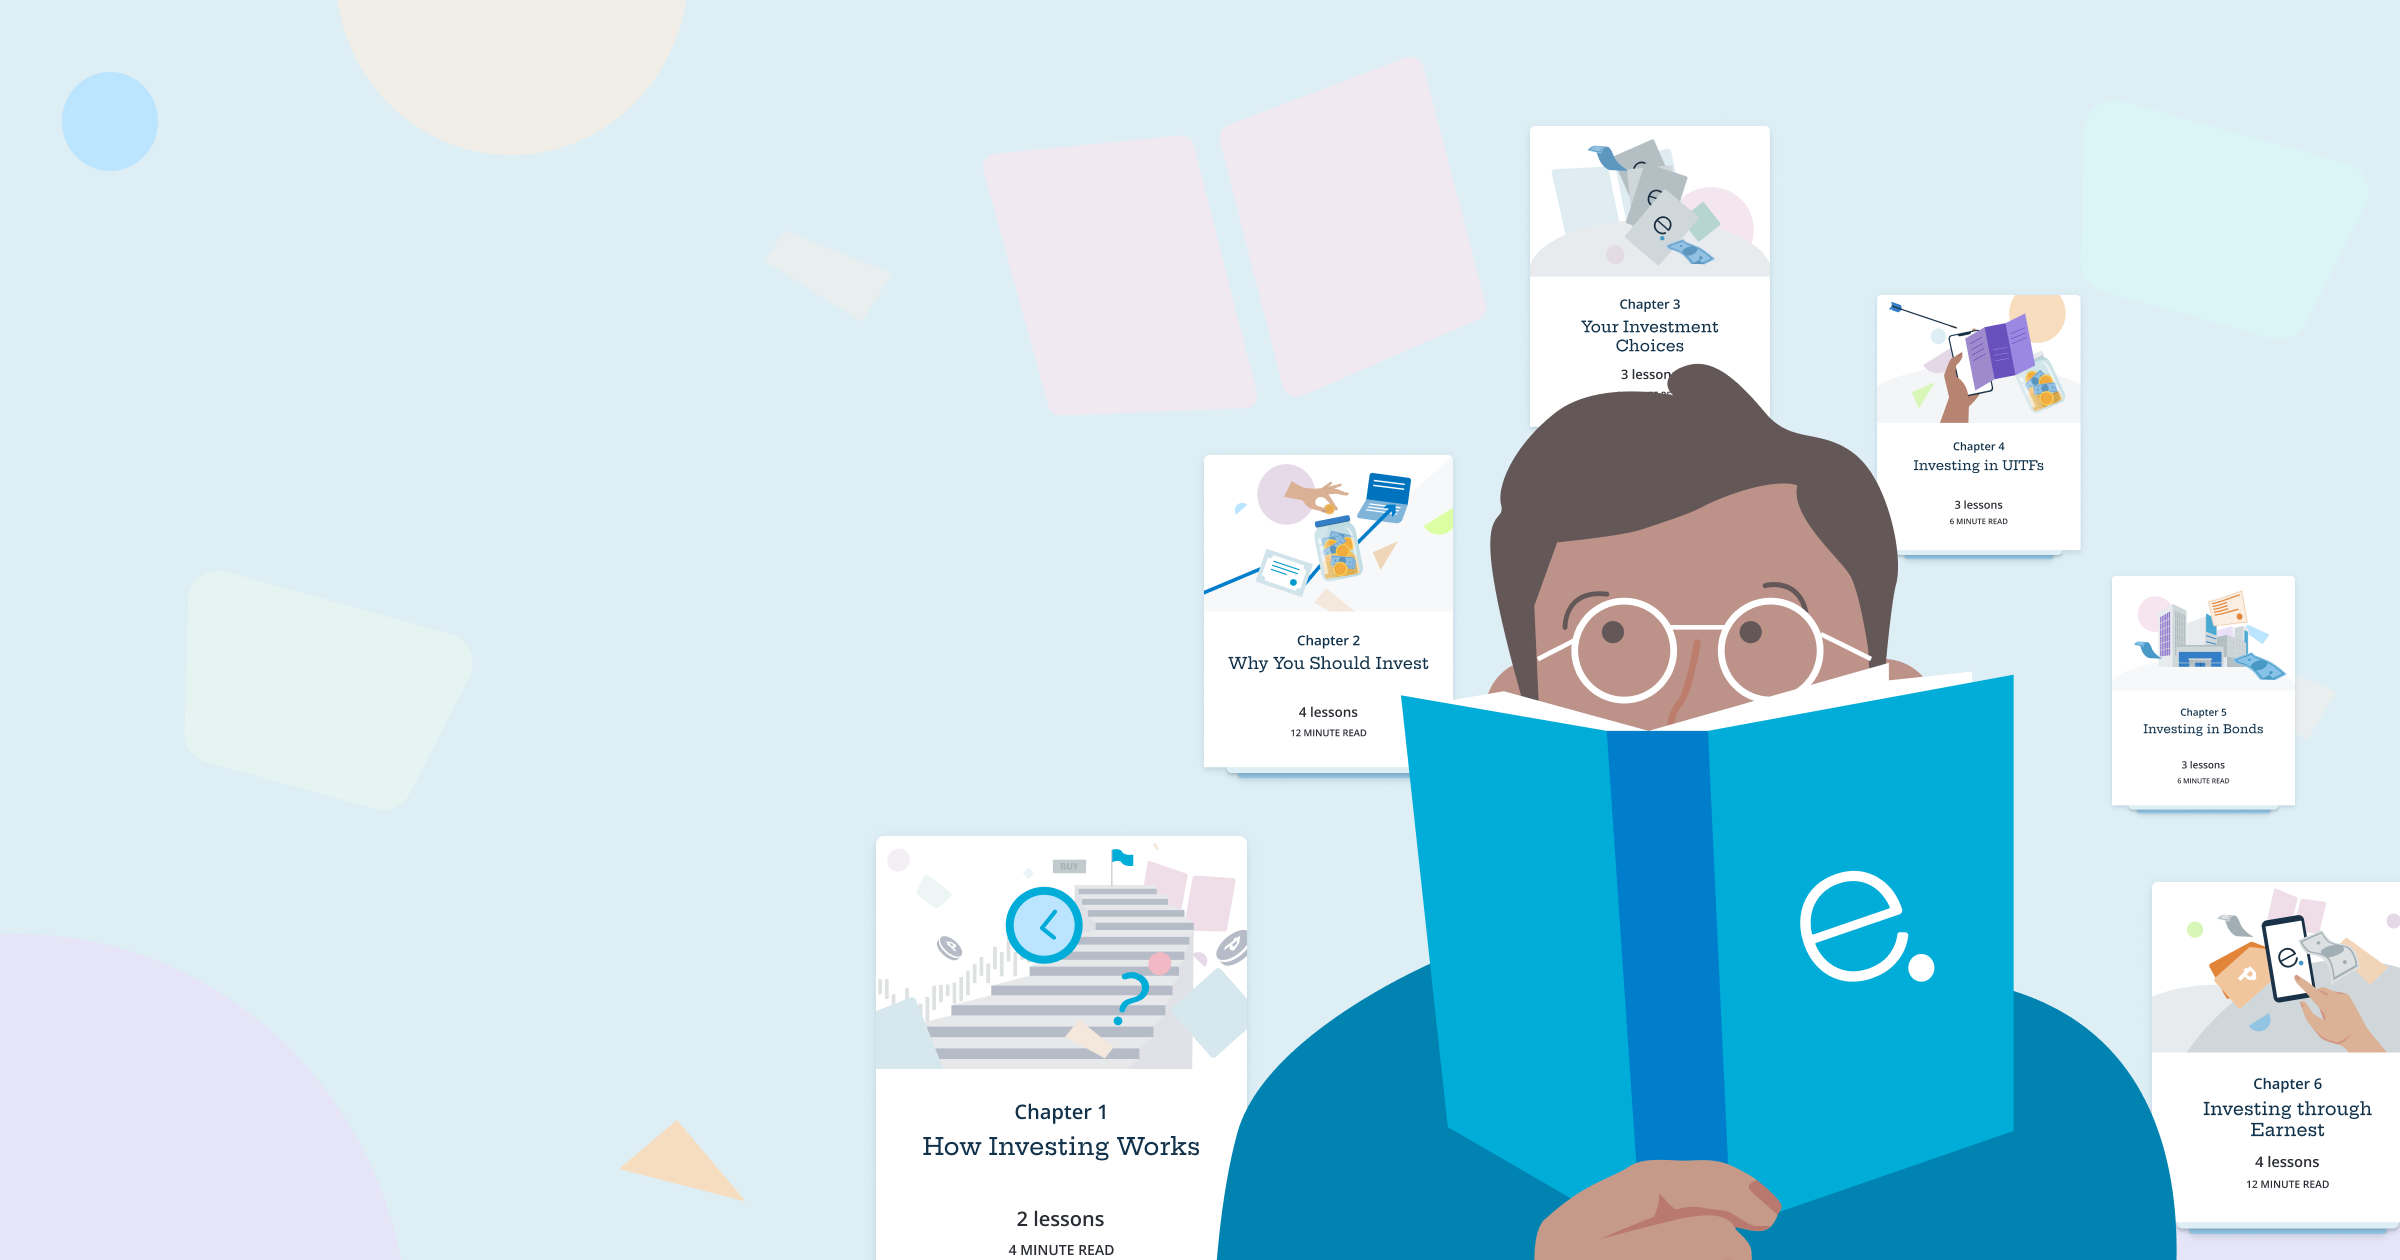 Chapter 3
Your Investment
Choices
3 lesson
Chapter 4
Investing in UITFs
3 lessons
6 MINUTE READ
Chapter 2
Why You Should Invest
4 lessons
12 MINUTE READ
Chapter 5
Investing in Bonds
3 lessons
6 MINUTE READ
BUY
Chapter 1
How Investing Works
2 lessons
4 MINUTE READ
e.
e.
Chapter 6
Investing through
Earnest
4 lessons
12 MINUTE READ